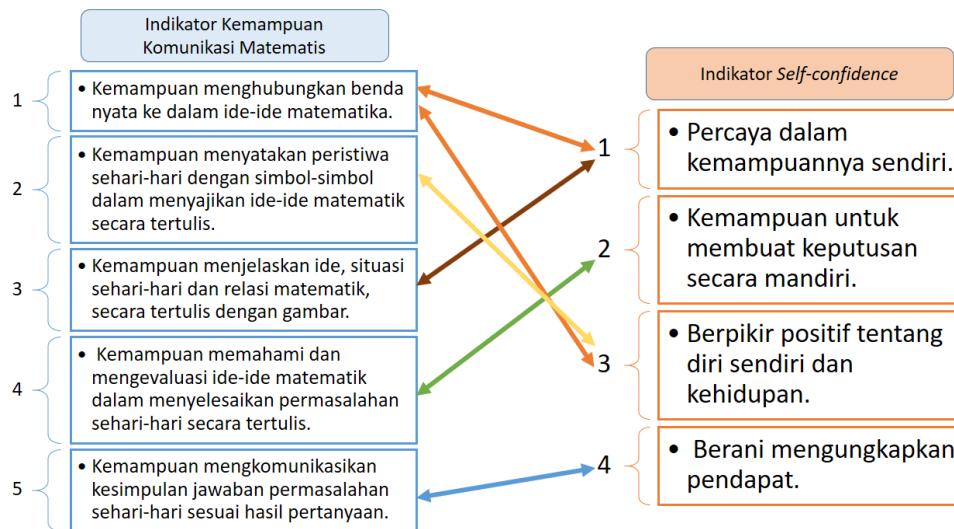 Indikator Kemampuan
Komunikasi Matematis
1
• Kemampuan menghubungkan benda
nyata ke dalam ide-ide matematika.
2
• Kemampuan menyatakan peristiwa
sehari-hari dengan simbol-simbol
dalam menyajikan ide-ide matematik
secara tertulis.
3
• Kemampuan menjelaskan ide, situasi
sehari-hari dan relasi matematik,
secara tertulis dengan gambar.
4
• Kemampuan memahami dan
mengevaluasi ide-ide matematik
dalam menyelesaikan permasalahan
sehari-hari secara tertulis.
5
• Kemampuan mengkomunikasikan
kesimpulan jawaban permasalahan
sehari-hari sesuai hasil pertanyaan.
Indikator Self-confidence
1
• Percaya dalam
kemampuannya sendiri.
2
• Kemampuan untuk
membuat keputusan
secara mandiri.
3
• Berpikir positif tentang
diri sendiri dan
kehidupan.
4
• Berani mengungkapkan
pendapat.